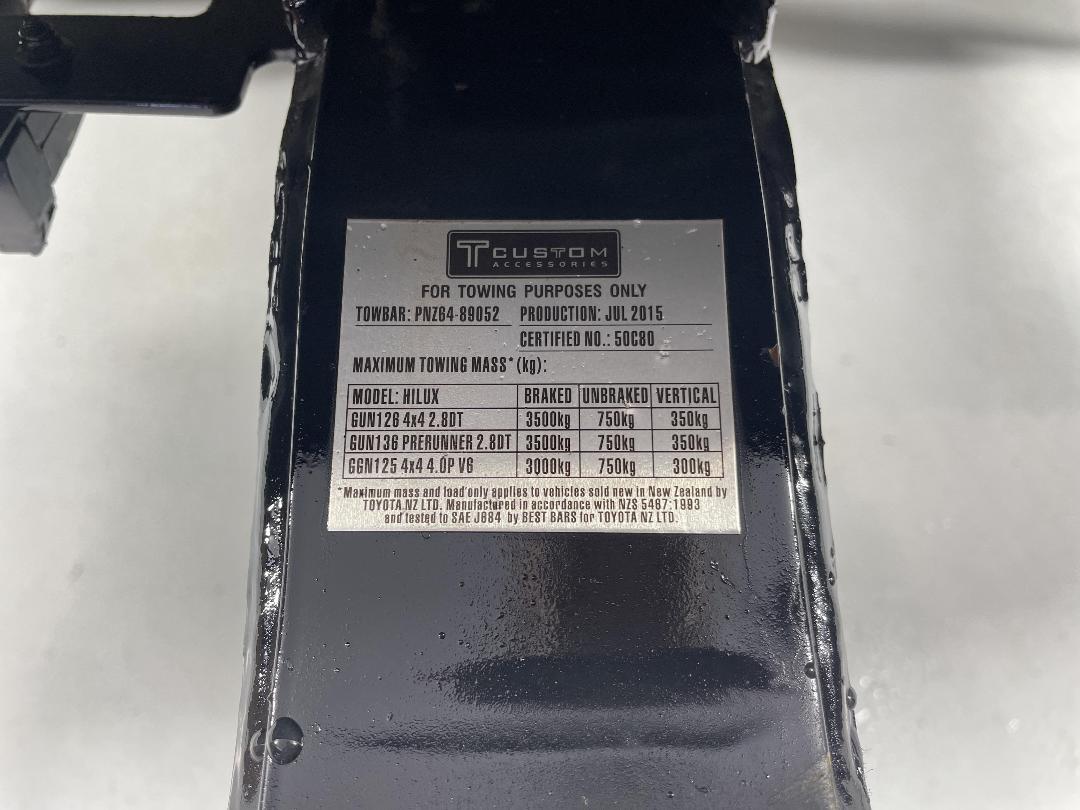 TCUSTOM
ACCESSORIES
FOR TOWING PURPOSES ONLY
TOWBAR: PNZ64-89052 PRODUCTION: JUL 2015
CERTIFIED NO.: 50C80
MAXIMUM TOWING MASS* (kg):
MODEL: HILUX BRAKED UNBRAKED VERTICAL
GUN126 4x4 2.8DT 3500kg 750kg 350kg
GUN136 PRERUNNER 2.8DT 3500kg 750kg 350kg
GGN125 4x4 4.0P V6 3000kg 750kg 300kg
*Maximum mass and load only applies to vehicles sold new in New Zealand by
TOYOTA NZ LTD. Manufactured in accordance with NZS 5467:1993
and tested to SAE J684 by BEST BARS for TOYOTA NZ LTD.